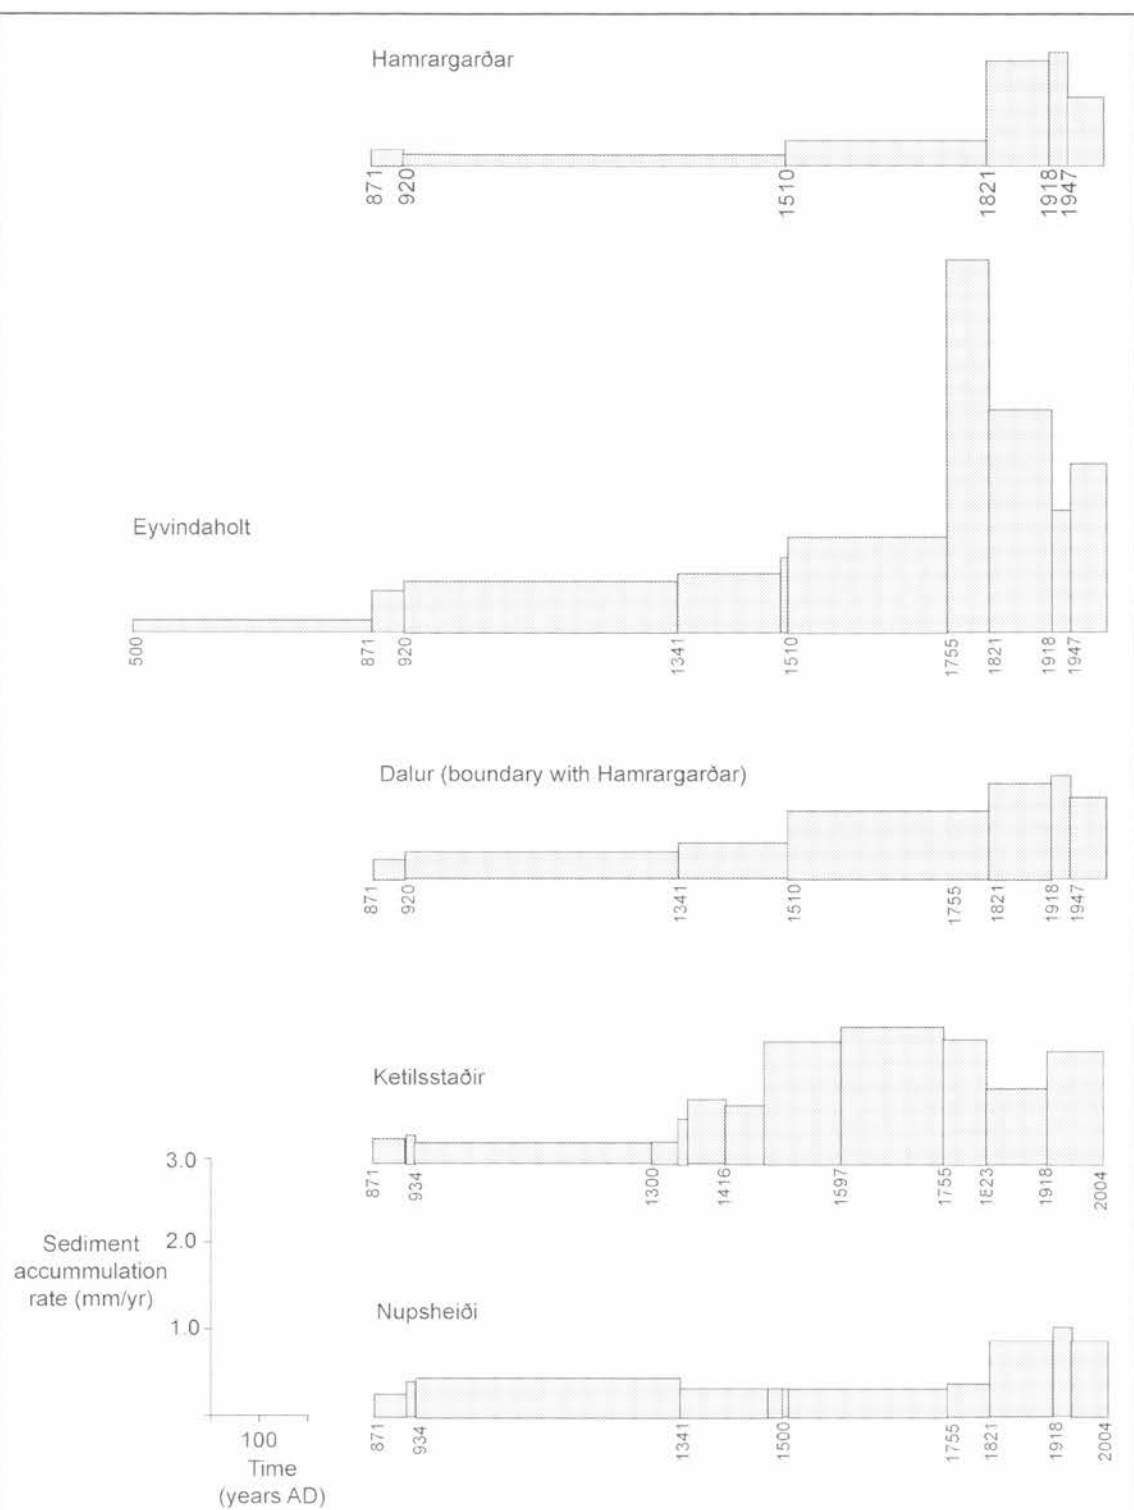 Hamrargarðar
871 920 1510 1821 1918 1947
Eyvindaholt
500 871 920 1341 1510 1755 1821 1918 1947
Dalur (boundary with Hamrargarðar)
871 920 1341 1510 1755 1821 1918 1947
Ketilsstaðir
871 934 1300 1416 1597 1755 1823 1918 2004
3.0
2.0
1.0
Sediment
accummulation
rate (mm/yr)
Nupsheiði
871 934 1341 1500 1755 1821 1918 2004
100
Time
(years AD)